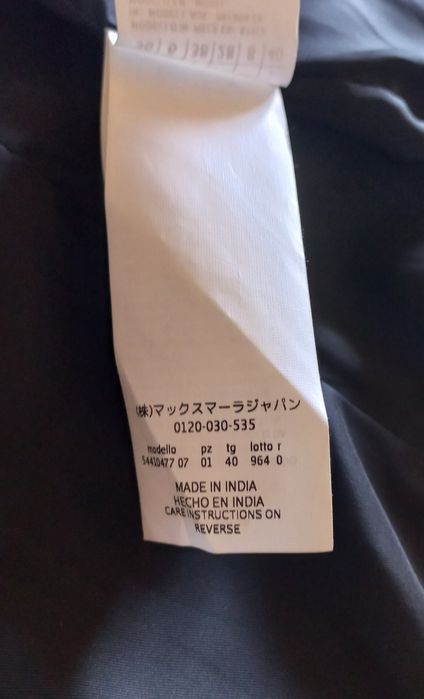 (株)マックスマーラジャパン
0120-030-535
modello pz tg lotto r
54410477 07 01 40 964 0
MADE IN INDIA
HECHO EN INDIA
CARE INSTRUCTIONS ON
REVERSE